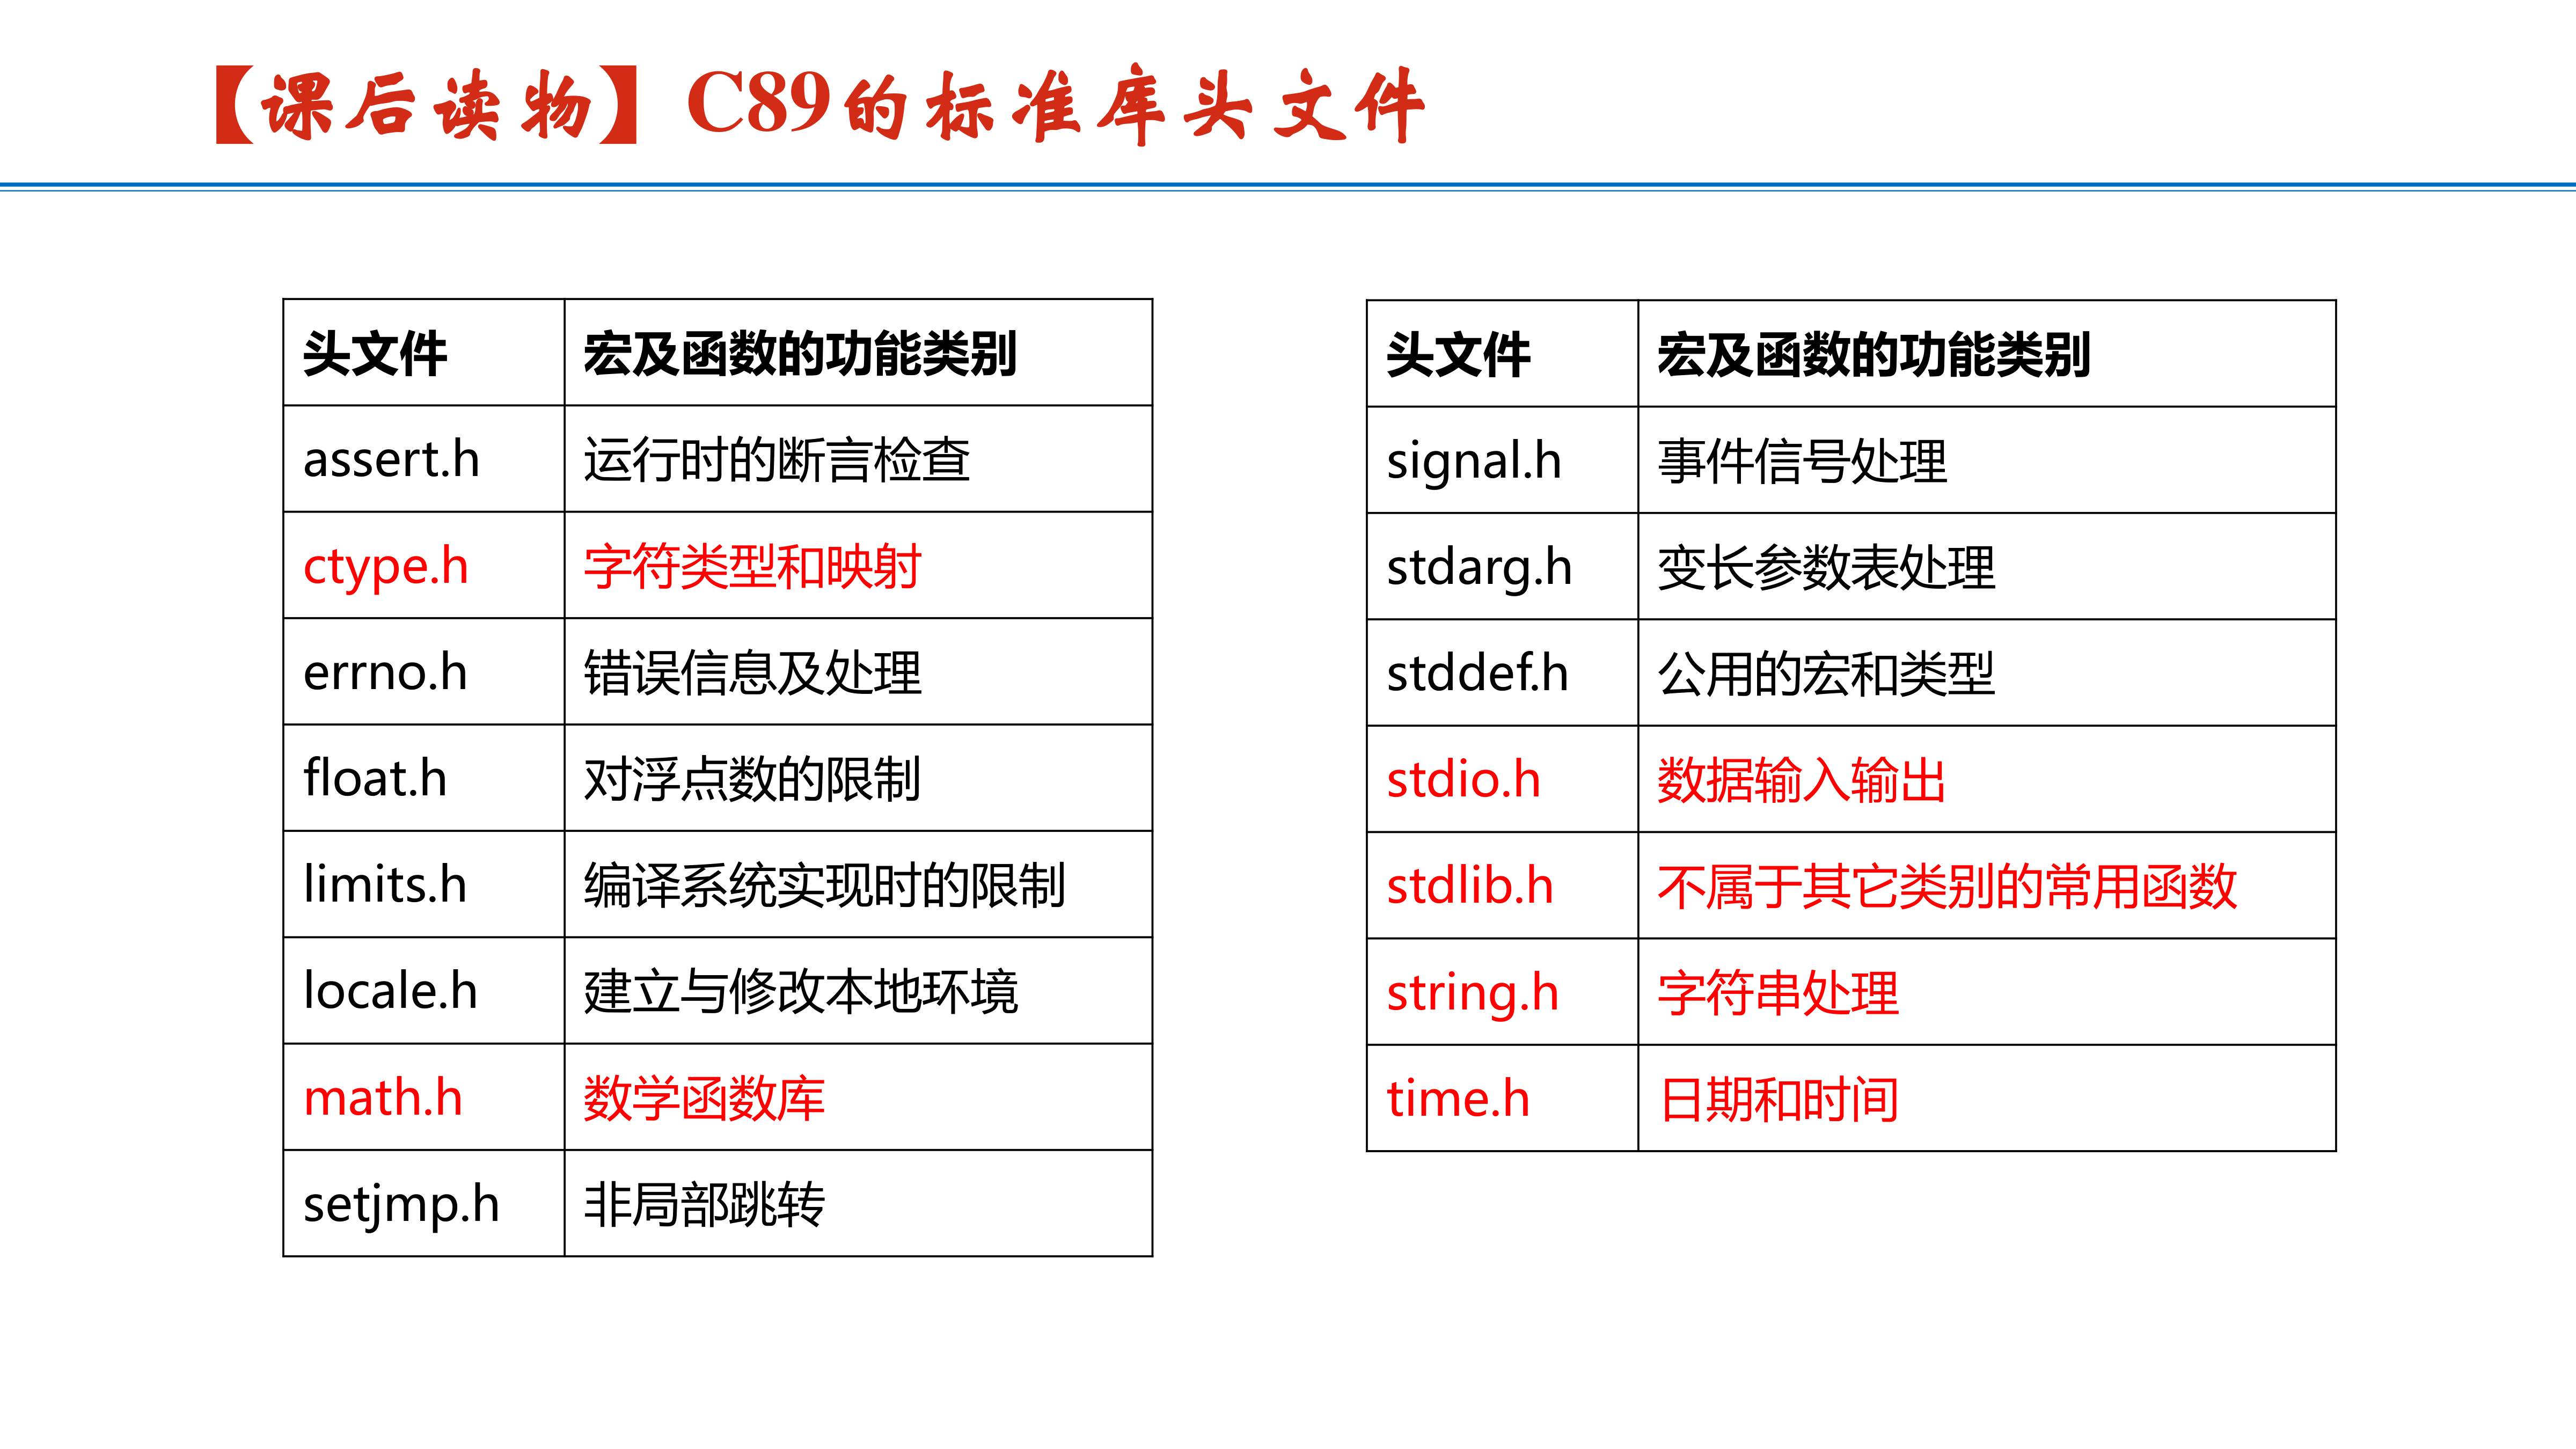 【课后读物】C89的标准库头文件
头文件 宏及函数的功能类别
assert.h 运行时的断言检查
ctype.h 字符类型和映射
errno.h 错误信息及处理
float.h 对浮点数的限制
limits.h 编译系统实现时的限制
locale.h 建立与修改本地环境
math.h 数学函数库
setjmp.h 非局部跳转
头文件 宏及函数的功能类别
signal.h 事件信号处理
stdarg.h 变长参数表处理
stddef.h 公用的宏和类型
stdio.h 数据输入输出
stdlib.h 不属于其它类别的常用函数
string.h 字符串处理
time.h 日期和时间